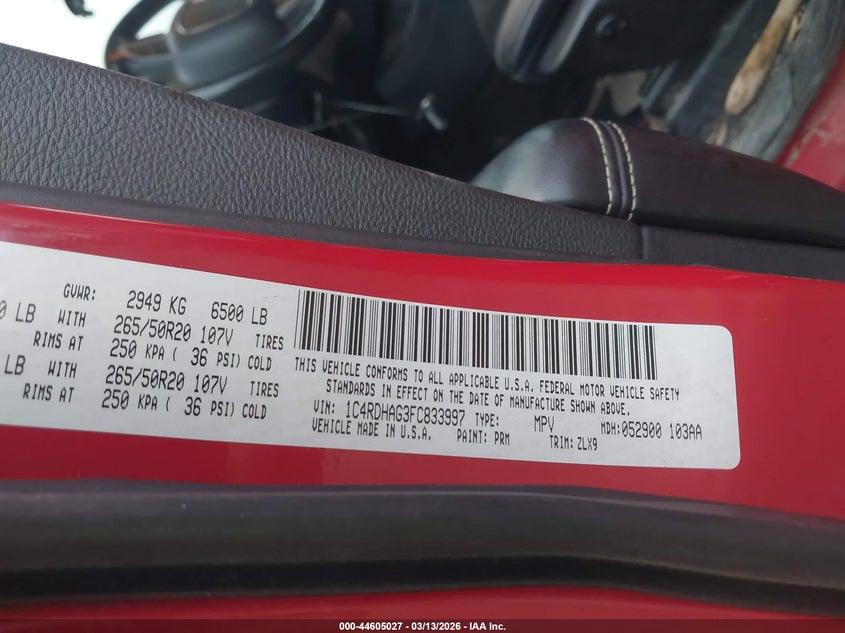 GVWR: 2949 KG 6500 LB
0 LB WITH 265/50R20 107V TIRES
RIMS AT 250 KPA ( 36 PSI) COLD
LB WITH 265/50R20 107V TIRES
RIMS AT 250 KPA ( 36 PSI) COLD
THIS VEHICLE CONFORMS TO ALL APPLICABLE U.S.A. FEDERAL MOTOR VEHICLE SAFETY
STANDARDS IN EFFECT ON THE DATE OF MANUFACTURE SHOWN ABOVE.
VIN: 1C4RDHAG3FC833997 TYPE: MPV MDH:052900 103AA
VEHICLE MADE IN U.S.A. PAINT: PRM TRIM: ZLX9
000-44605027 - 03/13/2026 - IAA Inc.